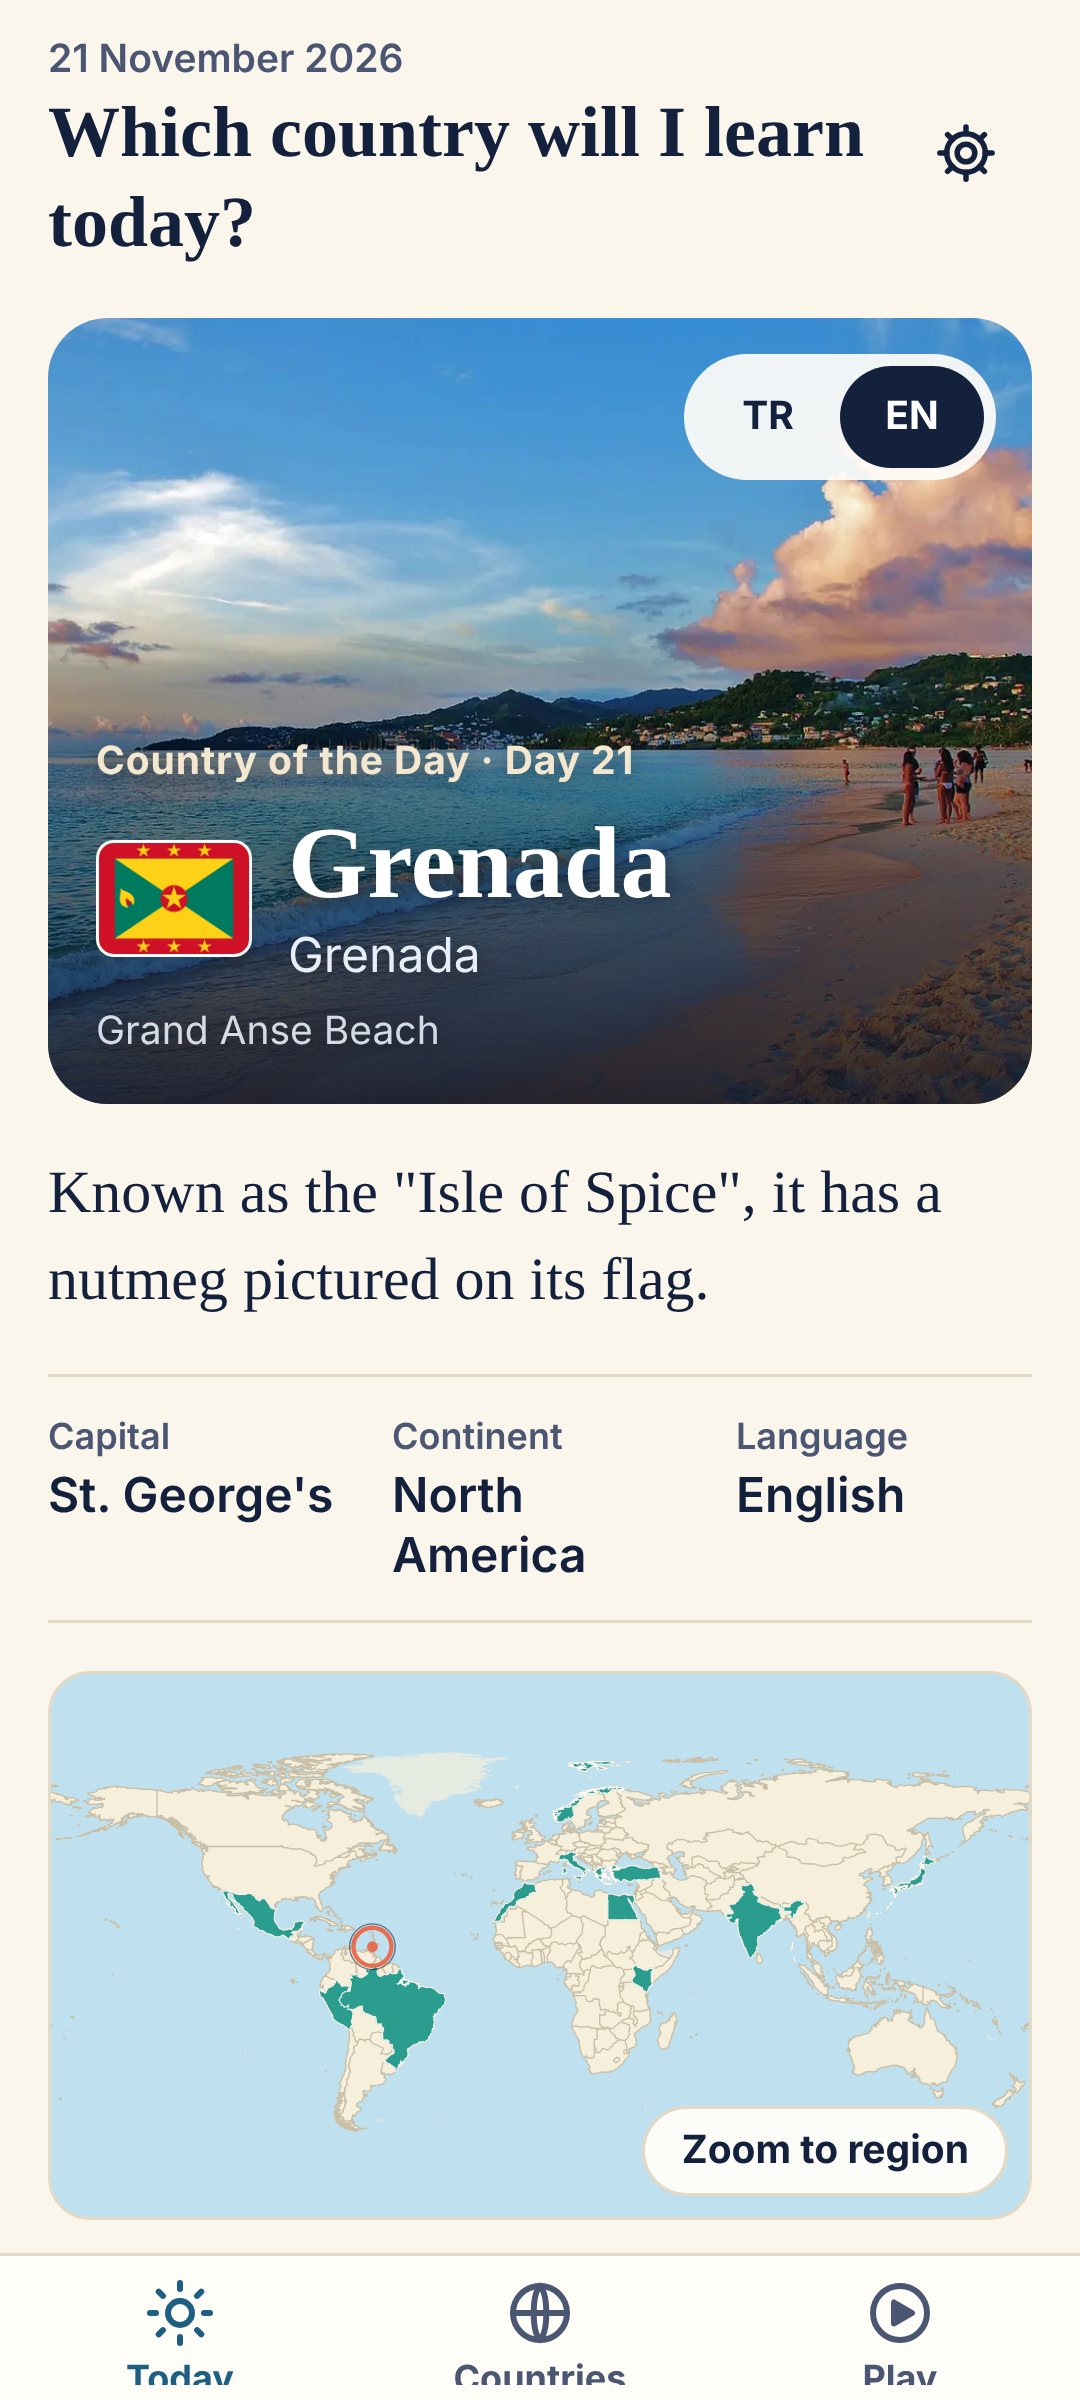 21 November 2026
Which country will I learn
today?
TR
EN
Country of the Day · Day 21
Grenada
Grenada
Grand Anse Beach
Known as the "Isle of Spice", it has a
nutmeg pictured on its flag.
Capital
St. George's
Continent
North
America
Language
English
Zoom to region
Today
Countries
Play